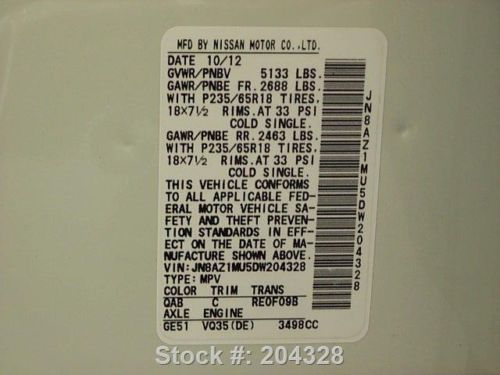 MFD BY NISSAN MOTOR CO.,LTD.
DATE 10/12
GVWR/PNBV 5133 LBS.
GAWR/PNBE FR. 2688 LBS.
WITH P235/65R18 TIRES.
18×7½ RIMS.AT 33 PSI
COLD SINGLE.
GAWR/PNBE RR. 2463 LBS.
WITH P235/65R18 TIRES.
18×7½ RIMS.AT 33 PSI
COLD SINGLE.
THIS VEHICLE CONFORMS
TO ALL APPLICABLE FED-
ERAL MOTOR VEHICLE SA-
FETY AND THEFT PREVEN-
TION STANDARDS IN EFF-
ECT ON THE DATE OF MA-
NUFACTURE SHOWN ABOVE.
VIN:JN8AZ1MU5DW204328
TYPE:MPV
COLOR TRIM TRANS
QAB C RE0F09B
AXLE ENGINE
GE51 VQ35(DE) 3498CC
JN8AZ1MU5DW204328
Stock #: 204328